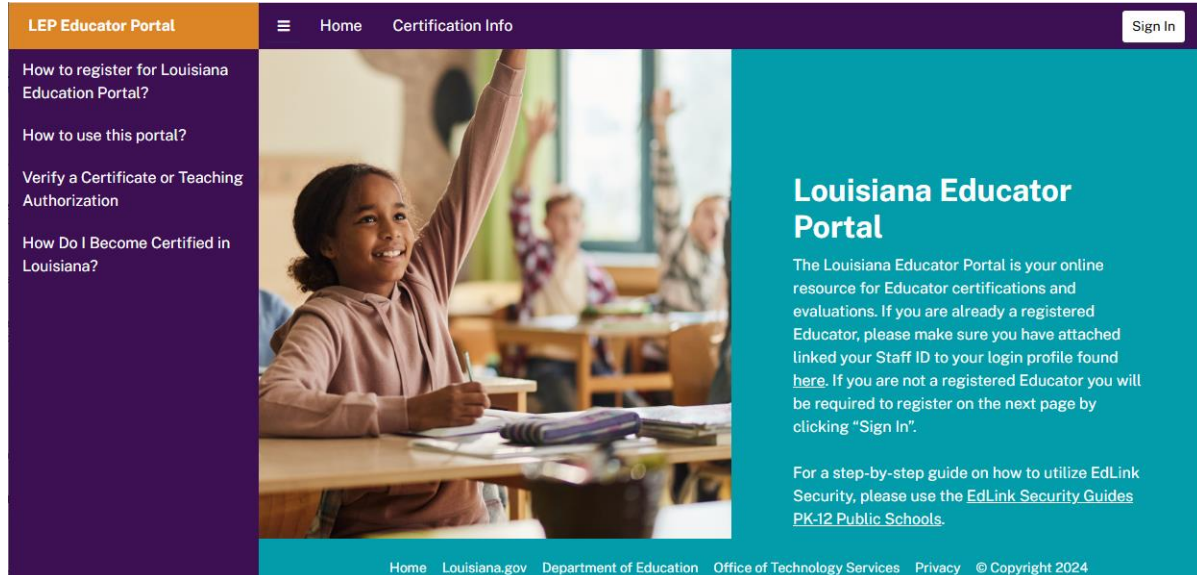 LEP Educator Portal
☰ Home Certification Info
Sign In
How to register for Louisiana
Education Portal?
How to use this portal?
Verify a Certificate or Teaching
Authorization
How Do I Become Certified in
Louisiana?
Louisiana Educator
Portal
The Louisiana Educator Portal is your online
resource for Educator certifications and
evaluations. If you are already a registered
Educator, please make sure you have attached
linked your Staff ID to your login profile found
here. If you are not a registered Educator you will
be required to register on the next page by
clicking “Sign In”.
For a step-by-step guide on how to utilize EdLink
Security, please use the EdLink Security Guides
PK-12 Public Schools.
Home Louisiana.gov Department of Education Office of Technology Services Privacy © Copyright 2024